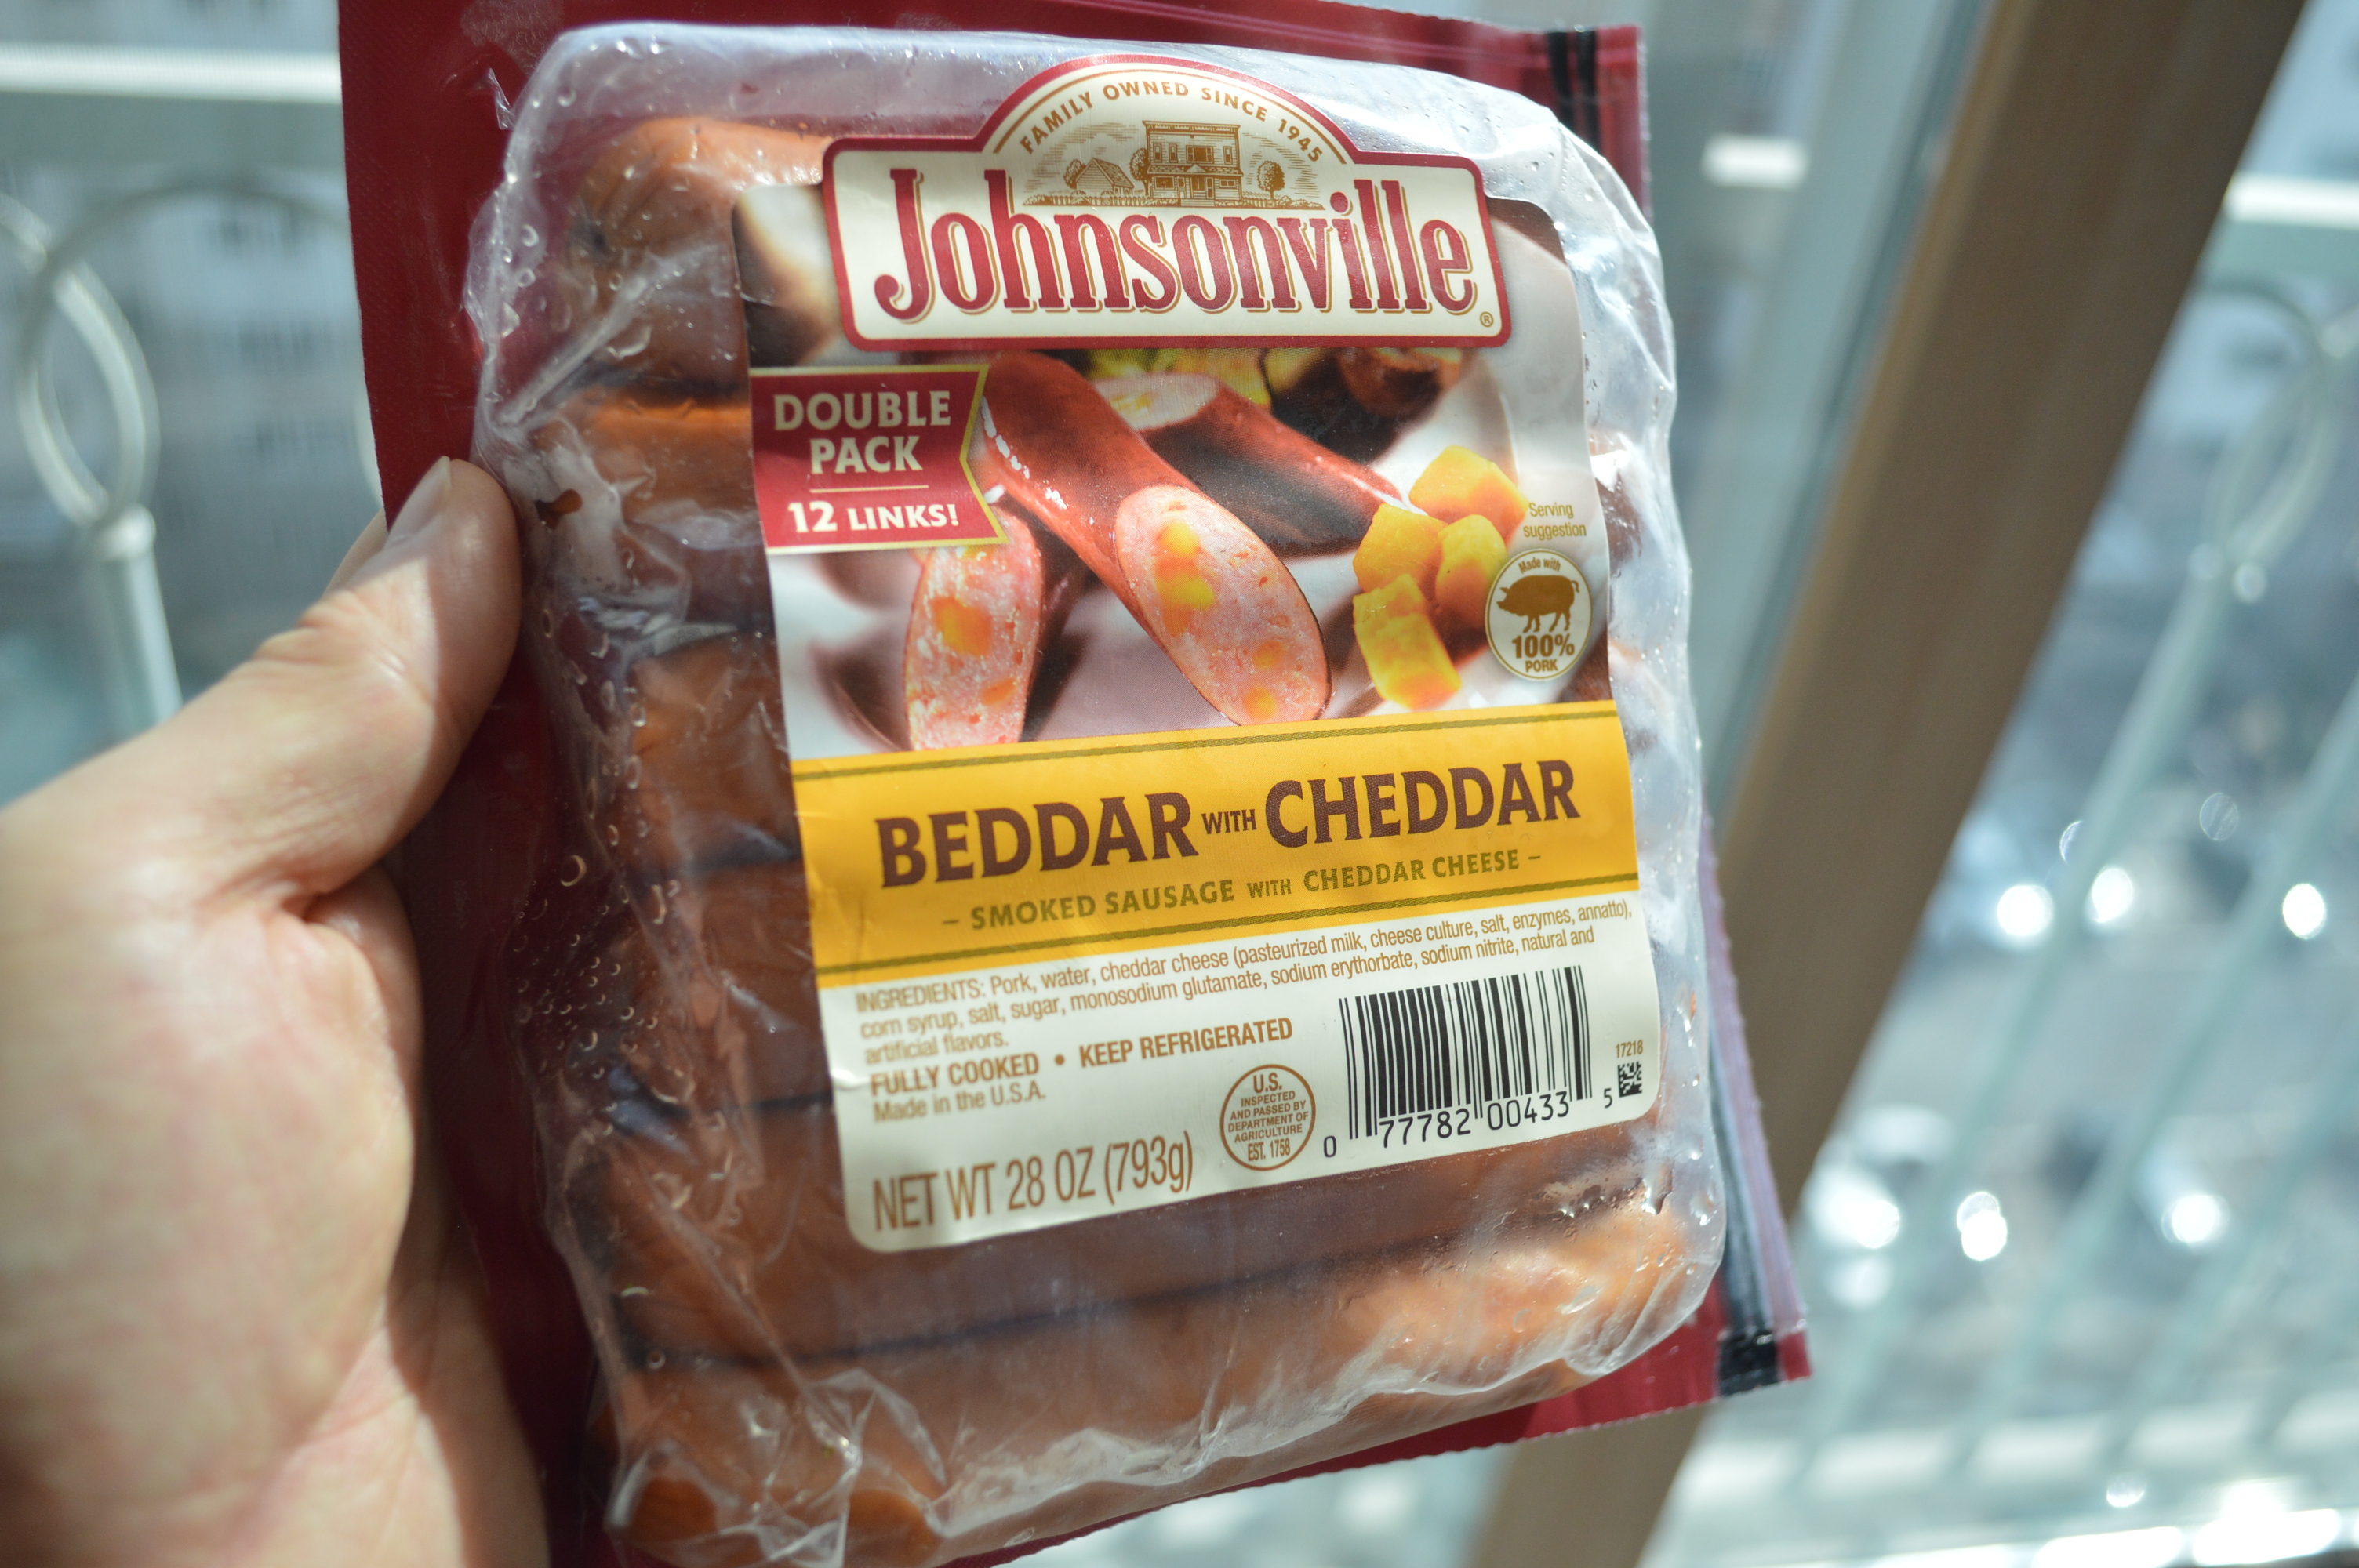 FAMILY OWNED SINCE 1945
Johnsonville®
DOUBLE
PACK
12 LINKS!
Serving
suggestion
Made with
100%
PORK
BEDDAR WITH CHEDDAR
– SMOKED SAUSAGE WITH CHEDDAR CHEESE –
INGREDIENTS: Pork, water, cheddar cheese (pasteurized milk, cheese culture, salt, enzymes, annatto),
corn syrup, salt, sugar, monosodium glutamate, sodium erythorbate, sodium nitrite, natural and
artificial flavors.
FULLY COOKED • KEEP REFRIGERATED
Made in the U.S.A.
NET WT 28 OZ (793g)
U.S.
INSPECTED
AND PASSED BY
DEPARTMENT OF
AGRICULTURE
EST. 1758
17218
0 77782 00433 5